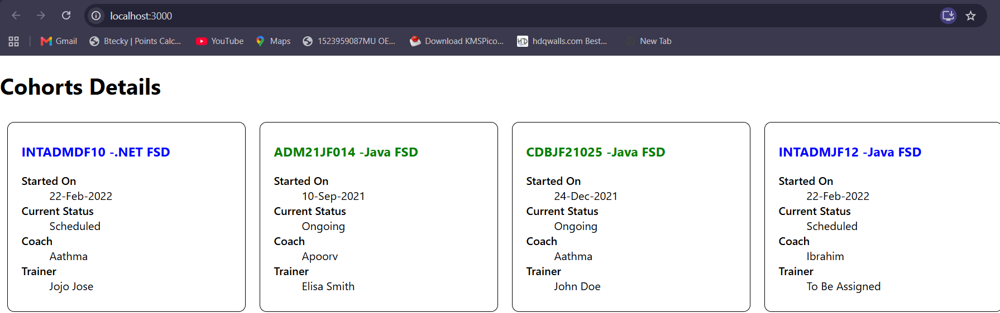 localhost:3000
Gmail
Btecky | Points Calc...
YouTube
Maps
1523959087MU OE...
Download KMSPico...
HD
hdqwalls.com Best...
New Tab
Cohorts Details
INTADMDF10 -.NET FSD
Started On
22-Feb-2022
Current Status
Scheduled
Coach
Aathma
Trainer
Jojo Jose
ADM21JF014 -Java FSD
Started On
10-Sep-2021
Current Status
Ongoing
Coach
Apoorv
Trainer
Elisa Smith
CDBJF21025 -Java FSD
Started On
24-Dec-2021
Current Status
Ongoing
Coach
Aathma
Trainer
John Doe
INTADMJF12 -Java FSD
Started On
22-Feb-2022
Current Status
Scheduled
Coach
Ibrahim
Trainer
To Be Assigned